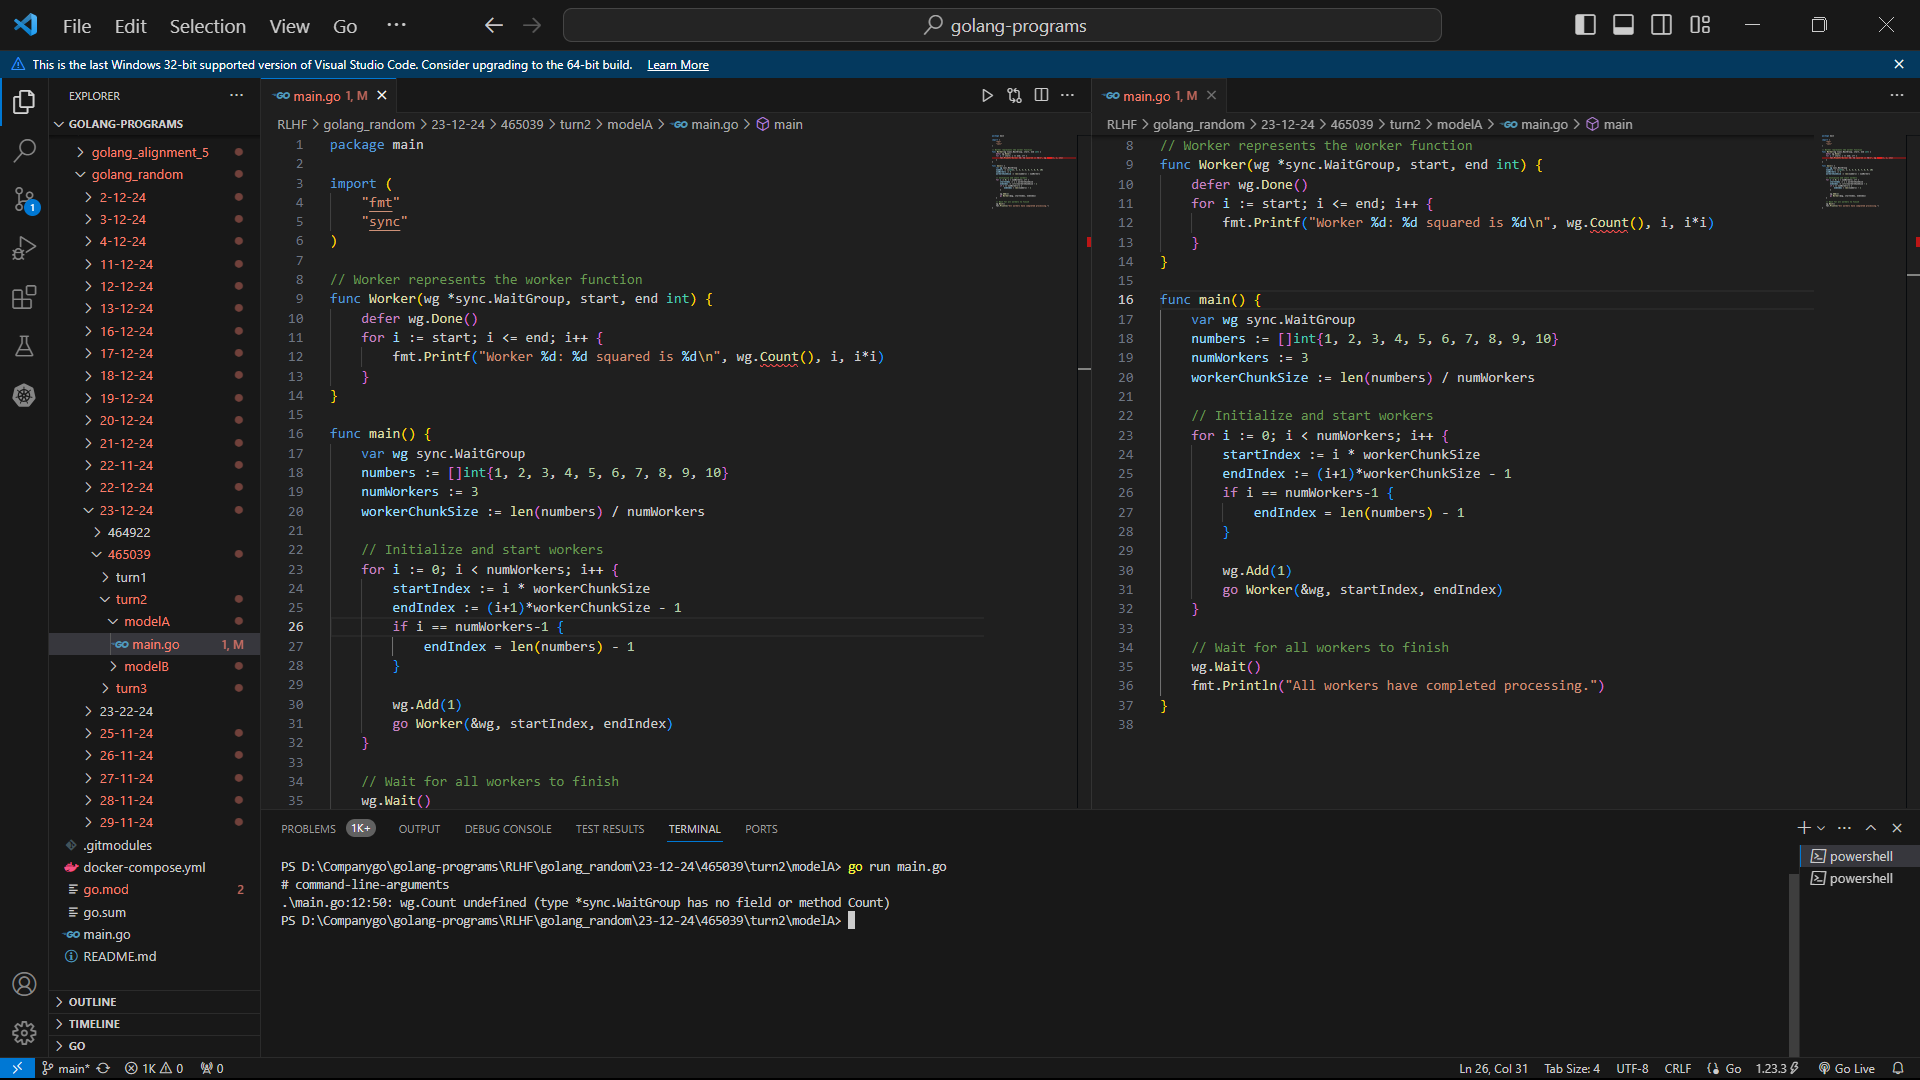 File Edit Selection View Go ··· golang-programs
This is the last Windows 32-bit supported version of Visual Studio Code. Consider upgrading to the 64-bit build. Learn More
EXPLORER
GOLANG-PROGRAMS
golang_alignment_5
golang_random
2-12-24
3-12-24
4-12-24
11-12-24
12-12-24
13-12-24
16-12-24
17-12-24
18-12-24
19-12-24
20-12-24
21-12-24
22-11-24
22-12-24
23-12-24
464922
465039
turn1
turn2
modelA
main.go 1, M
modelB
turn3
23-22-24
25-11-24
26-11-24
27-11-24
28-11-24
29-11-24
.gitmodules
docker-compose.yml
go.mod 2
go.sum
main.go
README.md
OUTLINE
TIMELINE
GO
1
main.go 1, M
RLHF > golang_random > 23-12-24 > 465039 > turn2 > modelA > main.go > main
1 package main
2
3 import (
4 "fmt"
5 "sync"
6 )
7
8 // Worker represents the worker function
9 func Worker(wg *sync.WaitGroup, start, end int) {
10 defer wg.Done()
11 for i := start; i <= end; i++ {
12 fmt.Printf("Worker %d: %d squared is %d\n", wg.Count(), i, i*i)
13 }
14 }
15
16 func main() {
17 var wg sync.WaitGroup
18 numbers := []int{1, 2, 3, 4, 5, 6, 7, 8, 9, 10}
19 numWorkers := 3
20 workerChunkSize := len(numbers) / numWorkers
21
22 // Initialize and start workers
23 for i := 0; i < numWorkers; i++ {
24 startIndex := i * workerChunkSize
25 endIndex := (i+1)*workerChunkSize - 1
26 if i == numWorkers-1 {
27 endIndex = len(numbers) - 1
28 }
29
30 wg.Add(1)
31 go Worker(&wg, startIndex, endIndex)
32 }
33
34 // Wait for all workers to finish
35 wg.Wait()
main.go 1, M
RLHF > golang_random > 23-12-24 > 465039 > turn2 > modelA > main.go > main
8 // Worker represents the worker function
9 func Worker(wg *sync.WaitGroup, start, end int) {
10 defer wg.Done()
11 for i := start; i <= end; i++ {
12 fmt.Printf("Worker %d: %d squared is %d\n", wg.Count(), i, i*i)
13 }
14 }
15
16 func main() {
17 var wg sync.WaitGroup
18 numbers := []int{1, 2, 3, 4, 5, 6, 7, 8, 9, 10}
19 numWorkers := 3
20 workerChunkSize := len(numbers) / numWorkers
21
22 // Initialize and start workers
23 for i := 0; i < numWorkers; i++ {
24 startIndex := i * workerChunkSize
25 endIndex := (i+1)*workerChunkSize - 1
26 if i == numWorkers-1 {
27 endIndex = len(numbers) - 1
28 }
29
30 wg.Add(1)
31 go Worker(&wg, startIndex, endIndex)
32 }
33
34 // Wait for all workers to finish
35 wg.Wait()
36 fmt.Println("All workers have completed processing.")
37 }
38
PROBLEMS 1K+ OUTPUT DEBUG CONSOLE TEST RESULTS TERMINAL PORTS
PS D:\Companygo\golang-programs\RLHF\golang_random\23-12-24\465039\turn2\modelA> go run main.go
# command-line-arguments
.\main.go:12:50: wg.Count undefined (type *sync.WaitGroup has no field or method Count)
PS D:\Companygo\golang-programs\RLHF\golang_random\23-12-24\465039\turn2\modelA>
powershell
powershell
main* 1K 0 0 Ln 26, Col 31 Tab Size: 4 UTF-8 CRLF Go 1.23.3 Go Live